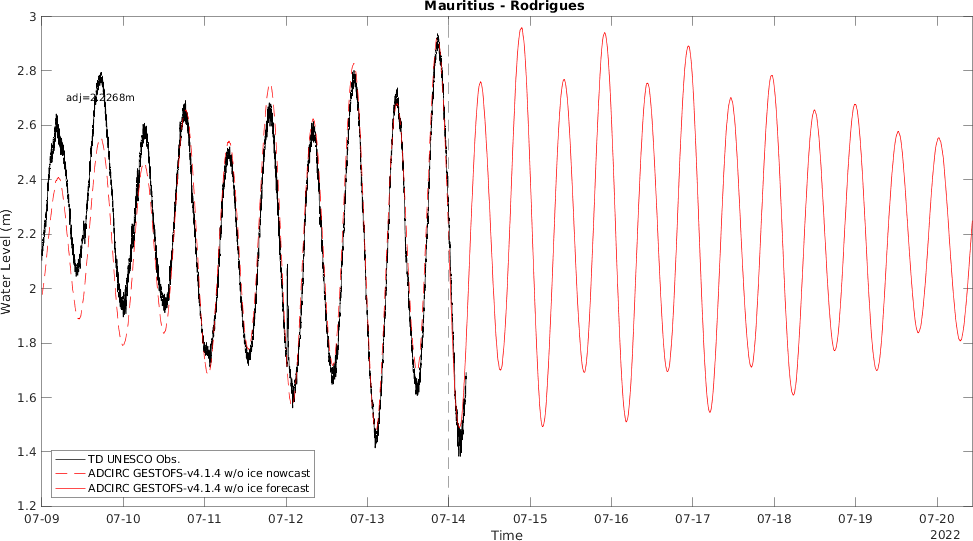 Mauritius - Rodrigues
3
2.8
2.6
2.4
2.2
2
1.8
1.6
1.4
1.2
Water Level (m)
adj=2.2268m
TD UNESCO Obs.
ADCIRC GESTOFS-v4.1.4 w/o ice nowcast
ADCIRC GESTOFS-v4.1.4 w/o ice forecast
07-09 07-10 07-11 07-12 07-13 07-14 07-15 07-16 07-17 07-18 07-19 07-20
Time
2022